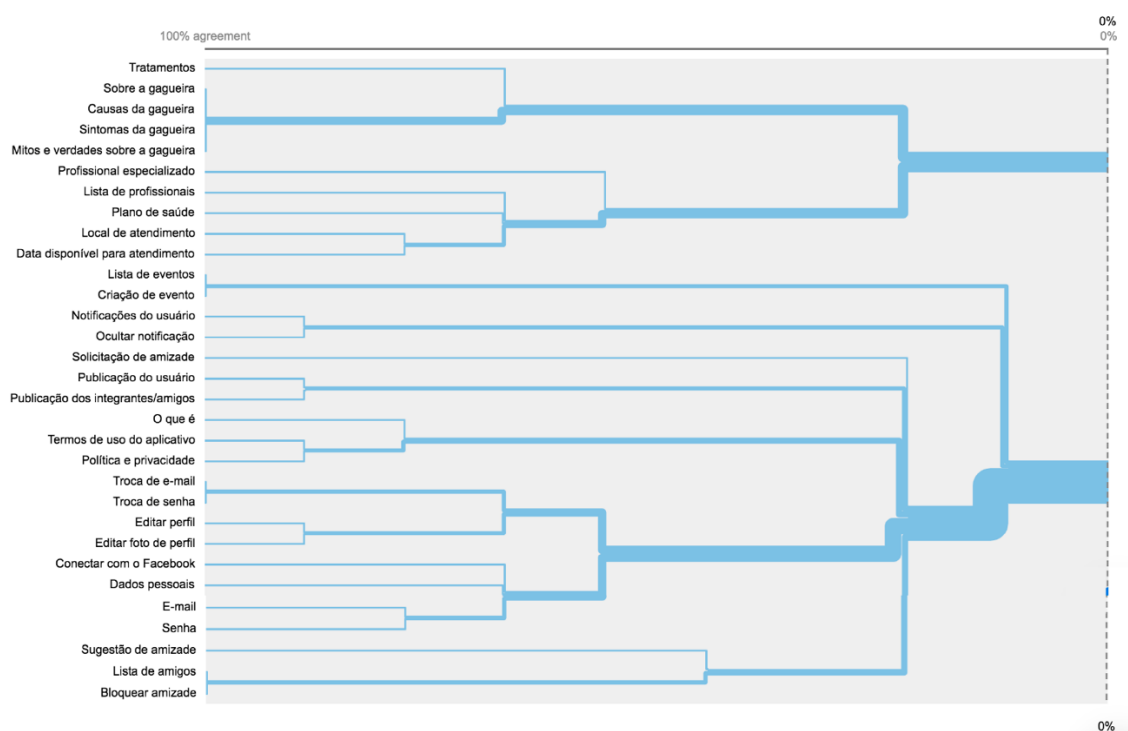 0%
100% agreement 0%
Tratamentos
Sobre a gagueira
Causas da gagueira
Sintomas da gagueira
Mitos e verdades sobre a gagueira
Profissional especializado
Lista de profissionais
Plano de saúde
Local de atendimento
Data disponível para atendimento
Lista de eventos
Criação de evento
Notificações do usuário
Ocultar notificação
Solicitação de amizade
Publicação do usuário
Publicação dos integrantes/amigos
O que é
Termos de uso do aplicativo
Política e privacidade
Troca de e-mail
Troca de senha
Editar perfil
Editar foto de perfil
Conectar com o Facebook
Dados pessoais
E-mail
Senha
Sugestão de amizade
Lista de amigos
Bloquear amizade
0%